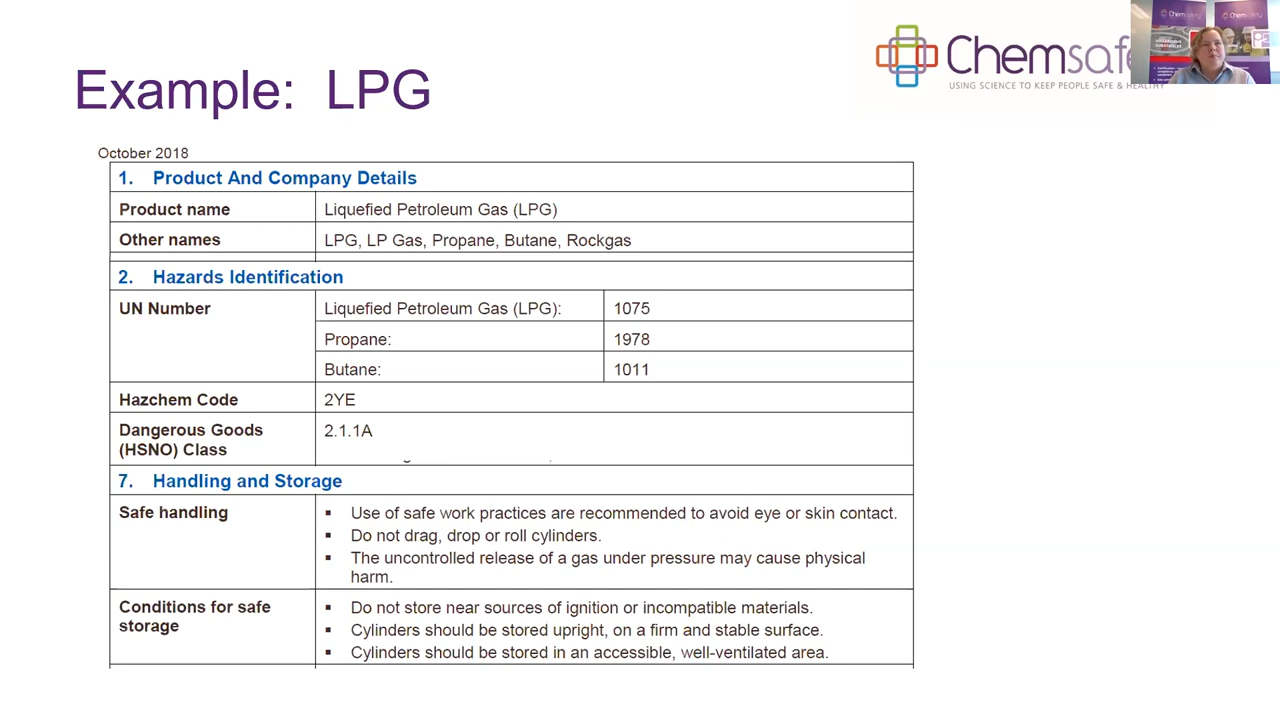 Example: LPG
Chemsafe
USING SCIENCE TO KEEP PEOPLE SAFE & HEALTHY
October 2018
1. Product And Company Details
Product name Liquefied Petroleum Gas (LPG)
Other names LPG, LP Gas, Propane, Butane, Rockgas
2. Hazards Identification
UN Number Liquefied Petroleum Gas (LPG): 1075
Propane: 1978
Butane: 1011
Hazchem Code 2YE
Dangerous Goods (HSNO) Class 2.1.1A
7. Handling and Storage
Safe handling
▪ Use of safe work practices are recommended to avoid eye or skin contact.
▪ Do not drag, drop or roll cylinders.
▪ The uncontrolled release of a gas under pressure may cause physical
harm.
Conditions for safe
storage
▪ Do not store near sources of ignition or incompatible materials.
▪ Cylinders should be stored upright, on a firm and stable surface.
▪ Cylinders should be stored in an accessible, well-ventilated area.